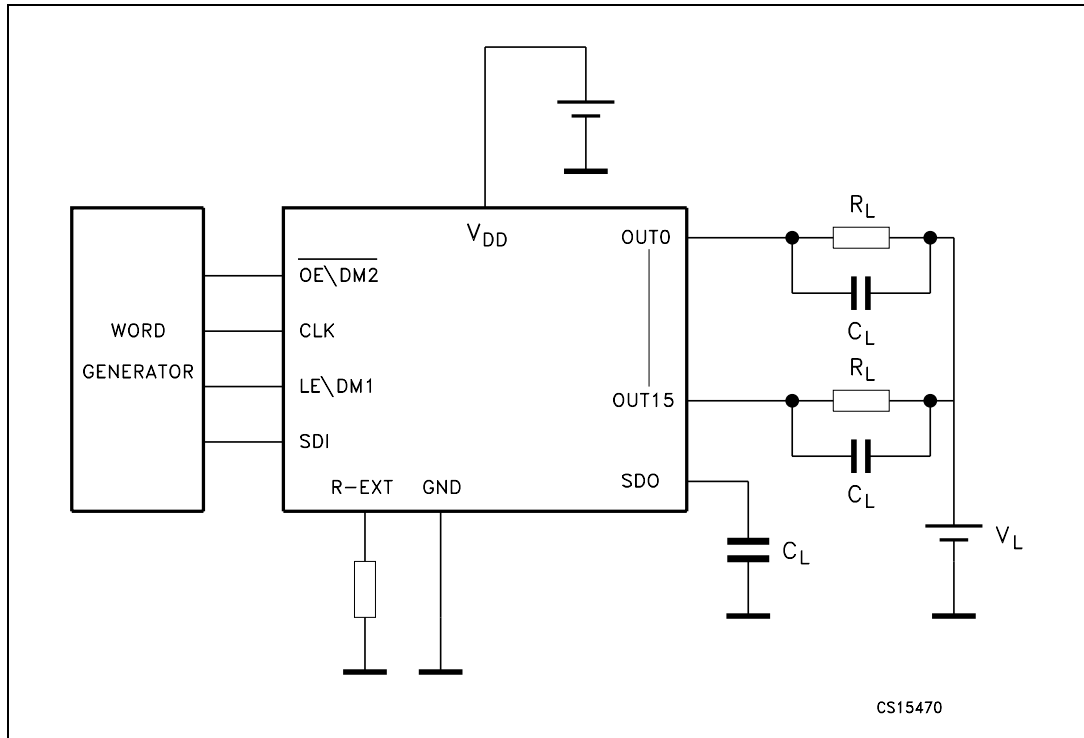 V_DD
OE\DM2
CLK
LE\DM1
SDI
WORD
GENERATOR
R-EXT
GND
OUT0
OUT15
SDO
R_L
C_L
R_L
C_L
C_L
V_L
CS15470